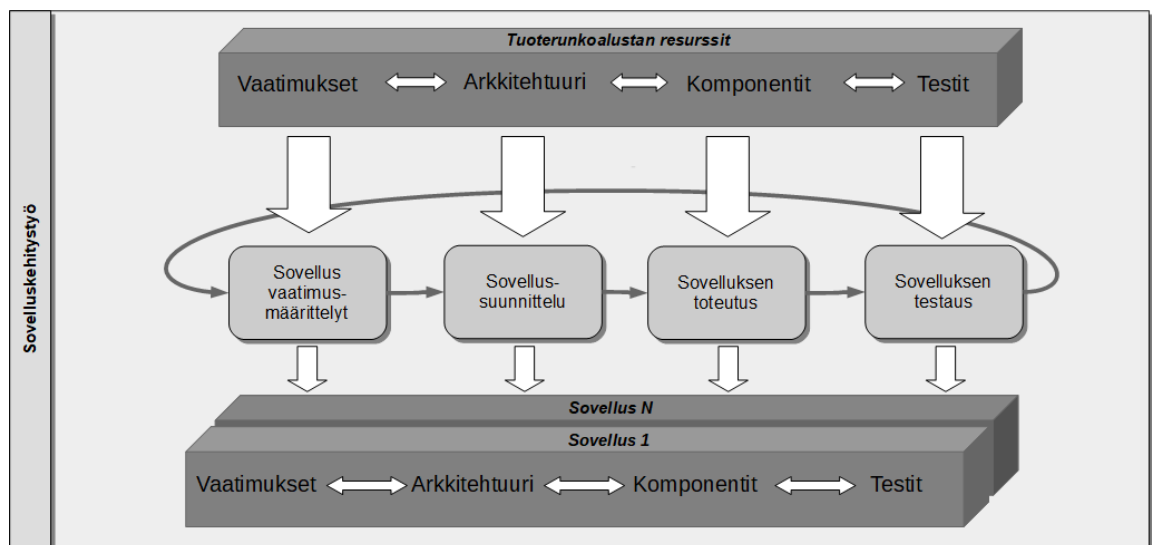 Sovelluskehitystyö
Tuoterunkoalustan resurssit
Vaatimukset Arkkitehtuuri Komponentit Testit
Sovellus
vaatimus-
määrittelyt
Sovellus-
suunnittelu
Sovelluksen
toteutus
Sovelluksen
testaus
Sovellus N
Sovellus 1
Vaatimukset Arkkitehtuuri Komponentit Testit